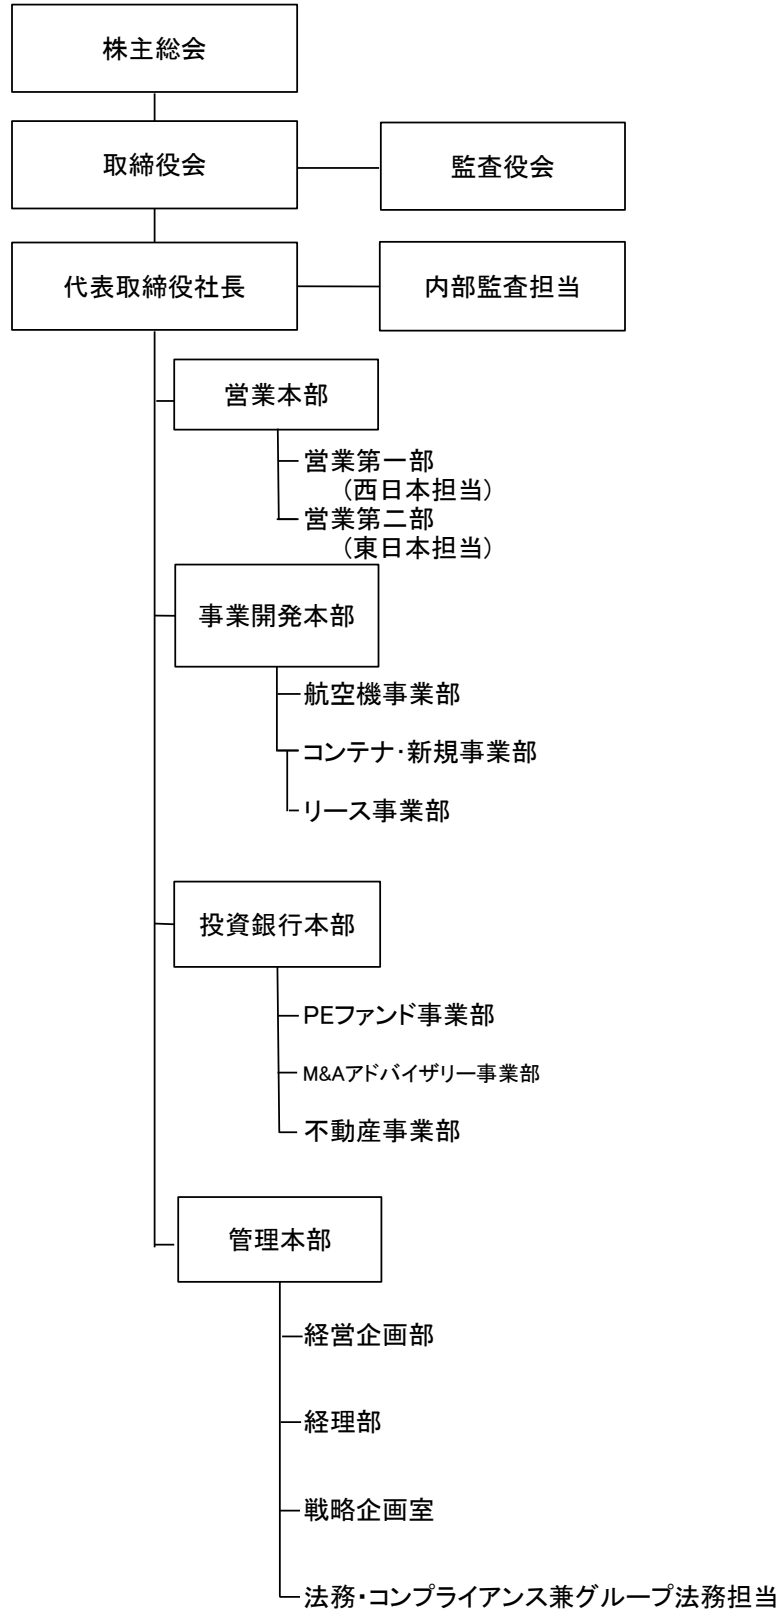 株主総会
取締役会
監査役会
代表取締役社長
内部監査担当
営業本部
営業第一部
（西日本担当）
営業第二部
（東日本担当）
事業開発本部
航空機事業部
コンテナ・新規事業部
リース事業部
投資銀行本部
PEファンド事業部
M&Aアドバイザリー事業部
不動産事業部
管理本部
経営企画部
経理部
戦略企画室
法務・コンプライアンス兼グループ法務担当